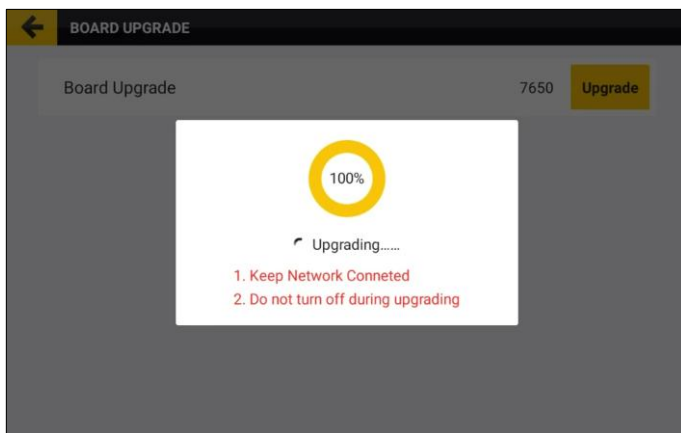 BOARD UPGRADE
Board Upgrade 7650 Upgrade
100%
Upgrading......
1. Keep Network Conneted
2. Do not turn off during upgrading